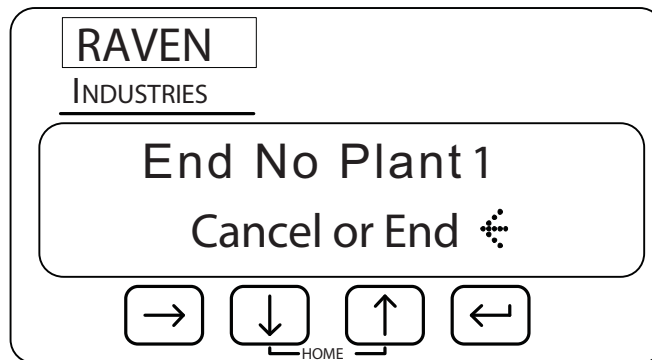 RAVEN
INDUSTRIES
End No Plant 1
Cancel or End
HOME